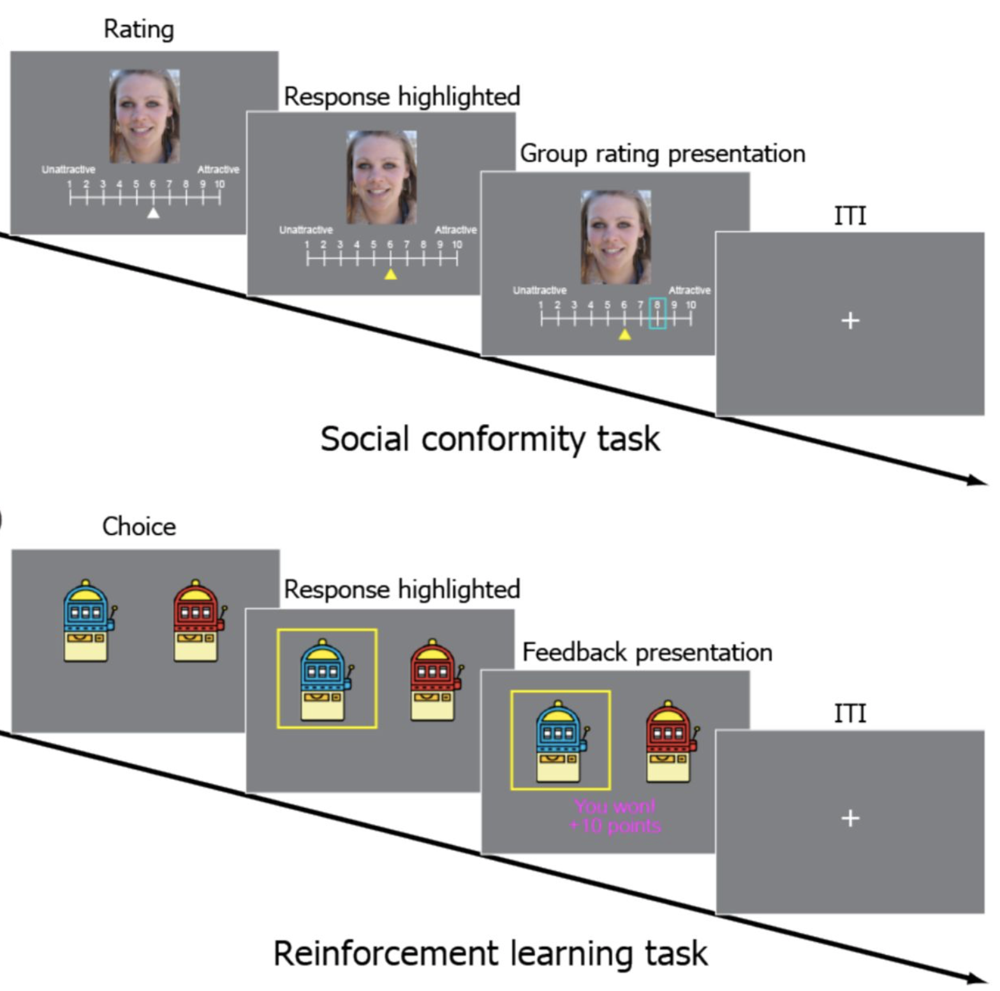 Rating
Unattractive Attractive
1 2 3 4 5 6 7 8 9 10
Response highlighted
Unattractive Attractive
1 2 3 4 5 6 7 8 9 10
Group rating presentation
Unattractive Attractive
1 2 3 4 5 6 7 8 9 10
ITI
+
Social conformity task
)
Choice
Response highlighted
Feedback presentation
You won!
+10 points
ITI
+
Reinforcement learning task